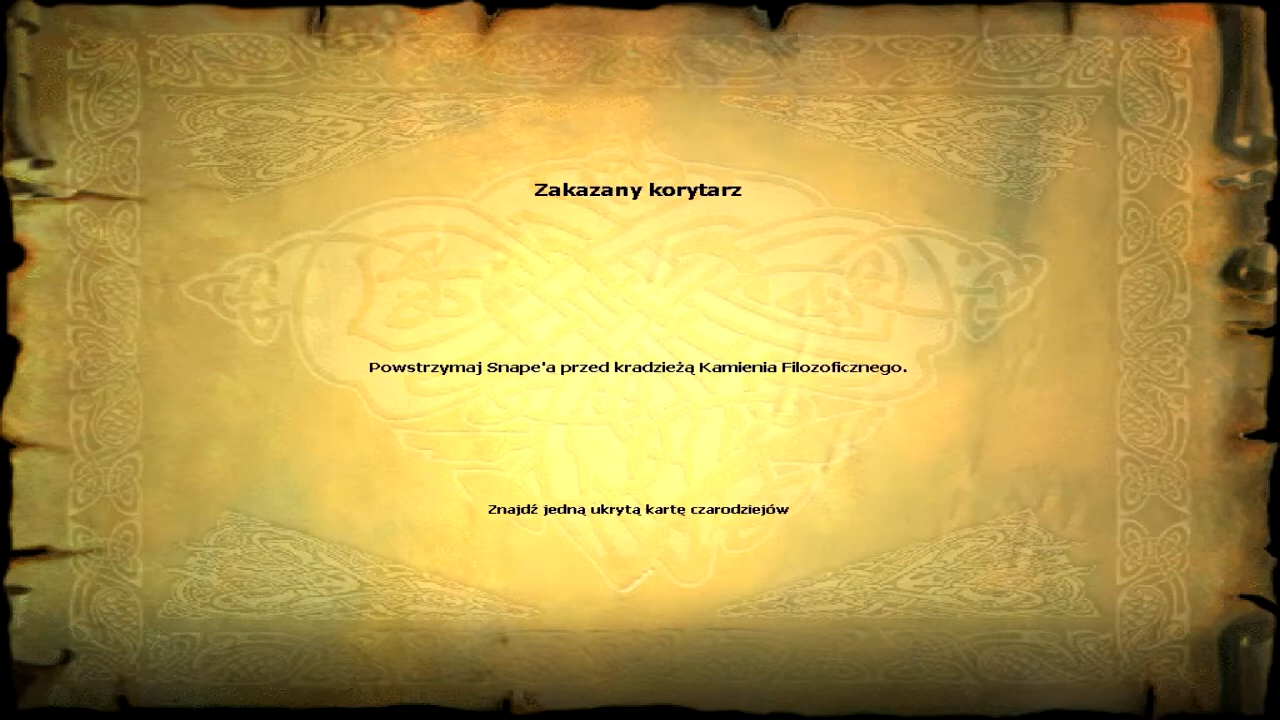 Zakazany korytarz
Powstrzymaj Snape'a przed kradzieżą Kamienia Filozoficznego.
Znajdź jedną ukrytą kartę czarodziejów